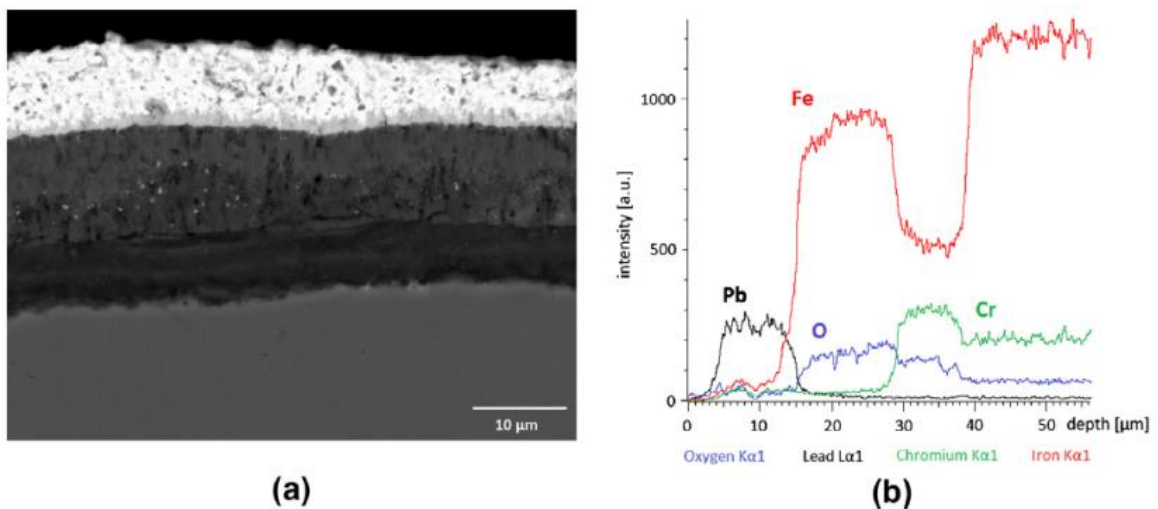 10 µm
(a)
Fe
1000
intensity [a.u.]
500
Pb
O
Cr
0
0 10 20 30 40 50 depth [µm]
Oxygen Kα1 Lead Lα1 Chromium Kα1 Iron Kα1
(b)